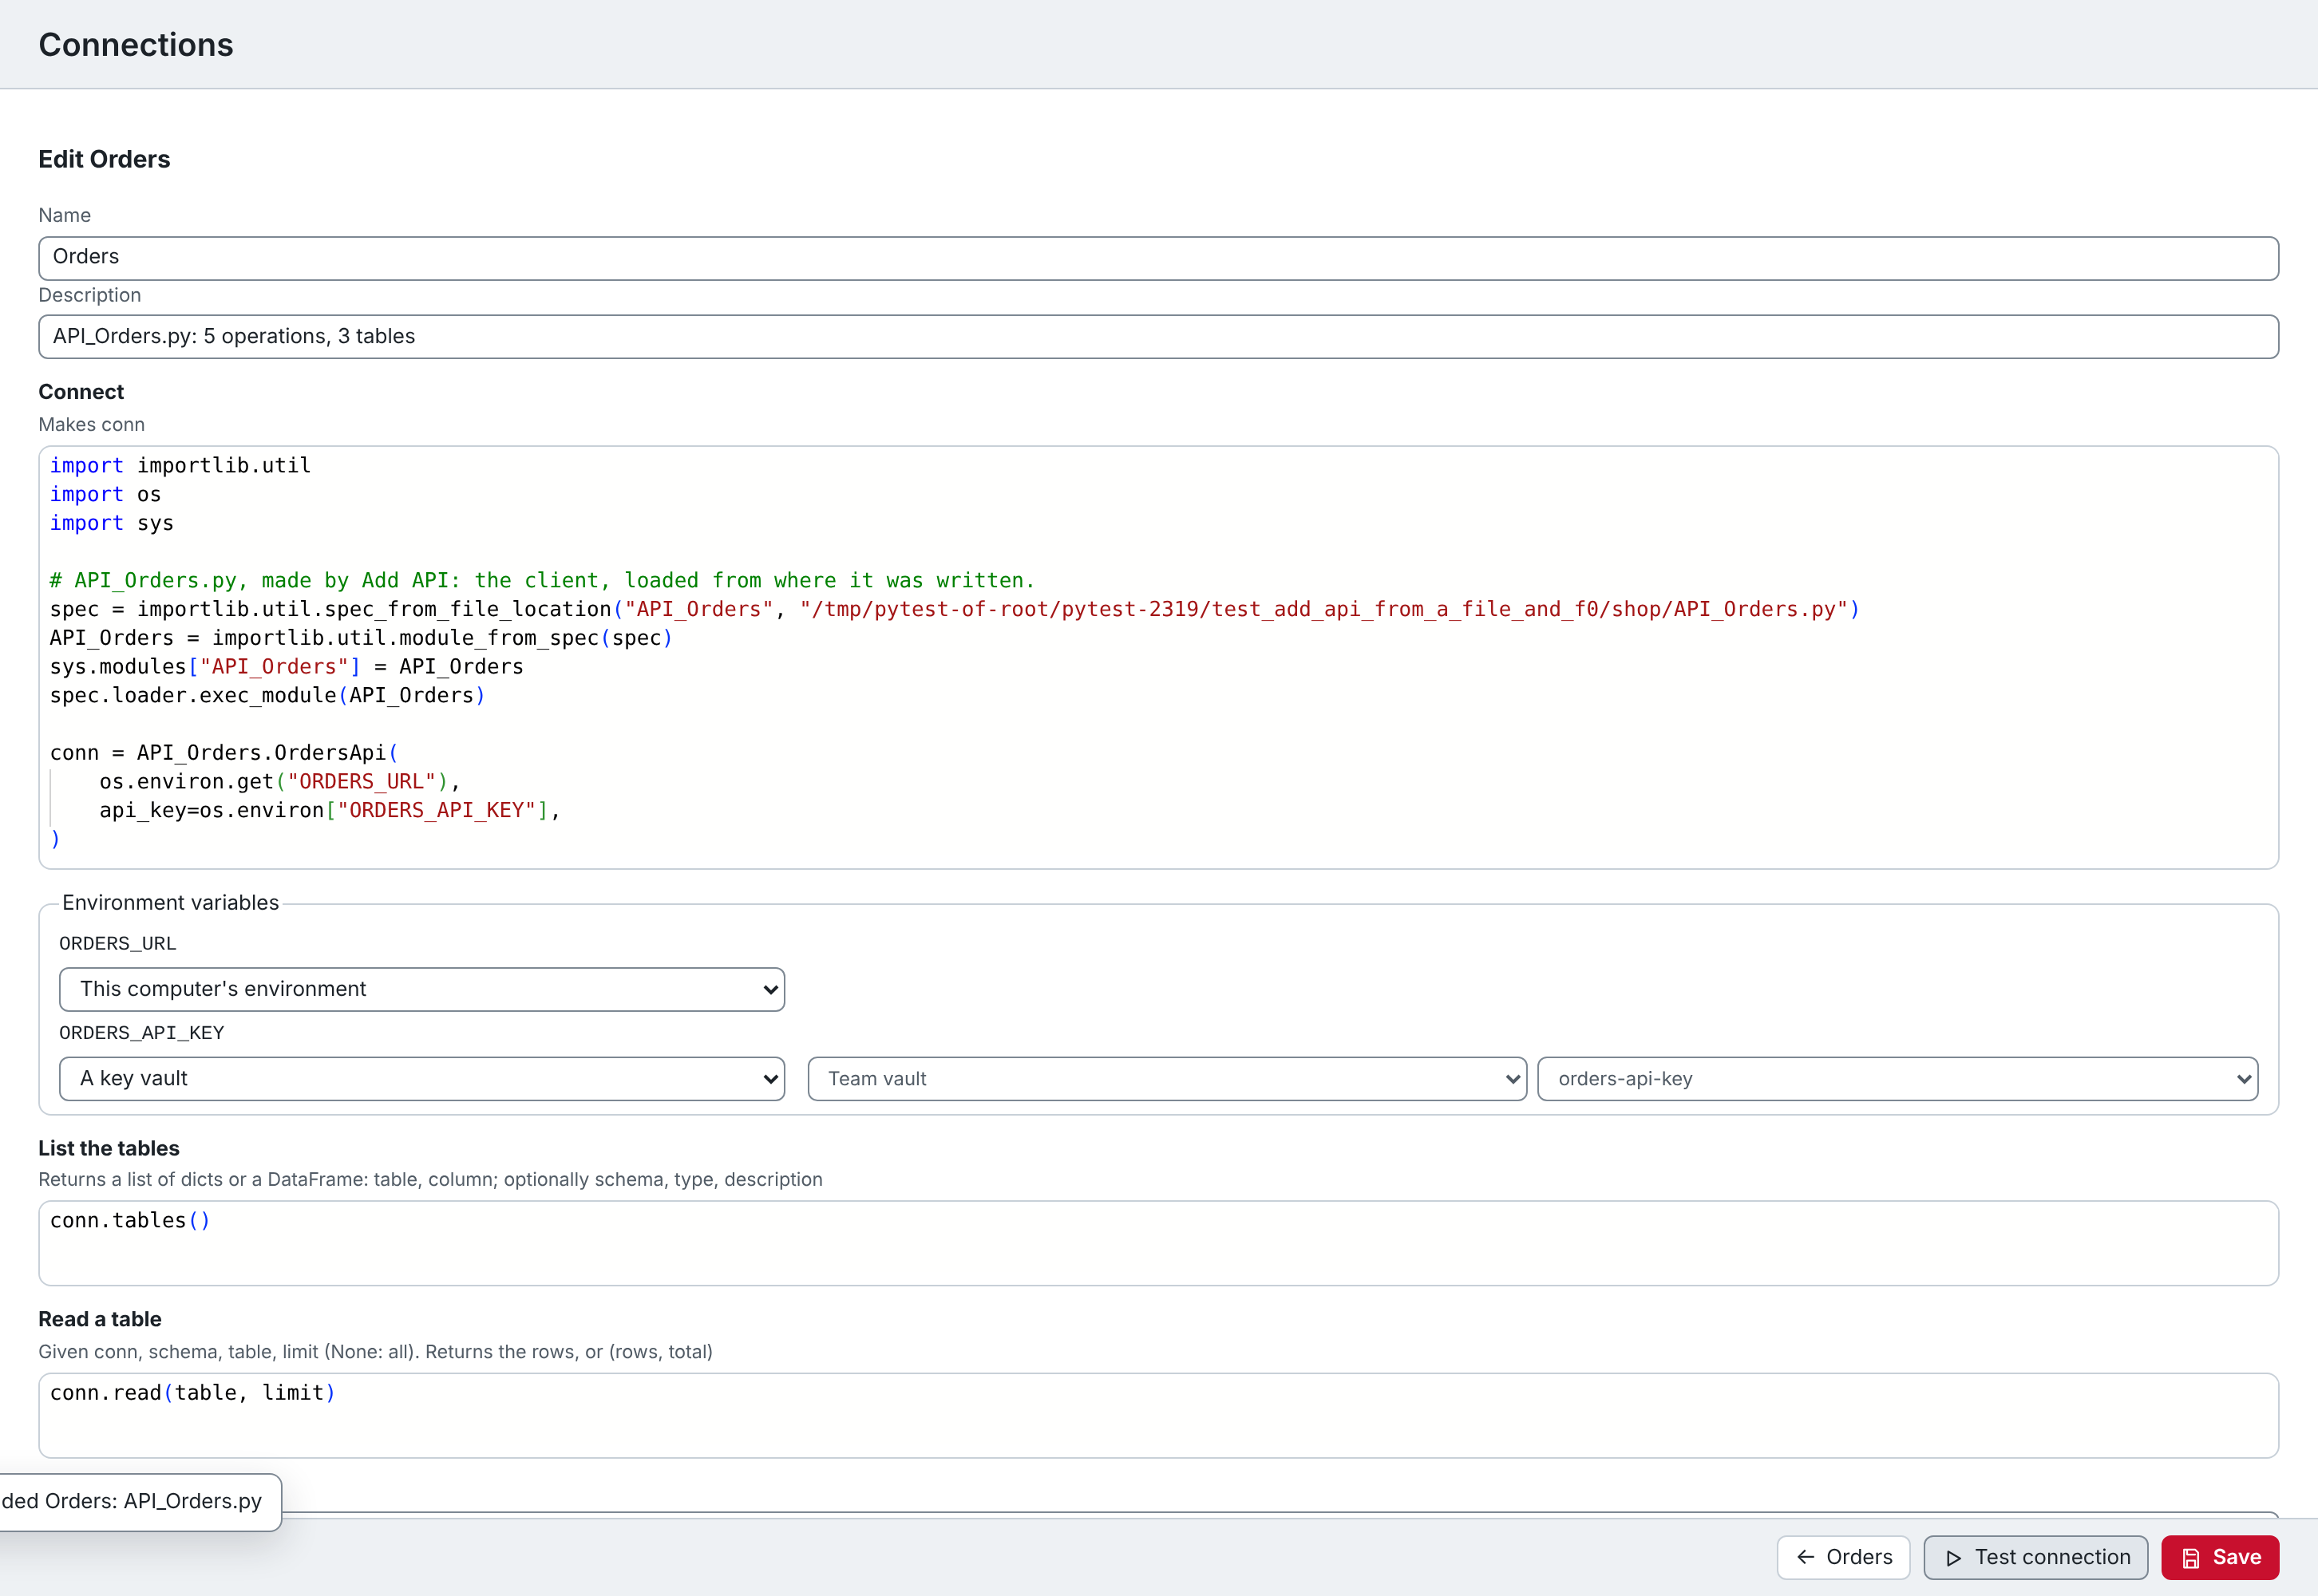 Connections
Edit Orders
Name
Orders
Description
API_Orders.py: 5 operations, 3 tables
Connect
Makes conn
import importlib.util
import os
import sys
# API_Orders.py, made by Add API: the client, loaded from where it was written.
spec = importlib.util.spec_from_file_location("API_Orders", "/tmp/pytest-of-root/pytest-2319/test_add_api_from_a_file_and_f0/shop/API_Orders.py")
API_Orders = importlib.util.module_from_spec(spec)
sys.modules["API_Orders"] = API_Orders
spec.loader.exec_module(API_Orders)
conn = API_Orders.OrdersApi(
    os.environ.get("ORDERS_URL"),
    api_key=os.environ["ORDERS_API_KEY"],
)
Environment variables
ORDERS_URL
This computer's environment
ORDERS_API_KEY
A key vault Team vault orders-api-key
List the tables
Returns a list of dicts or a DataFrame: table, column; optionally schema, type, description
conn.tables()
Read a table
Given conn, schema, table, limit (None: all). Returns the rows, or (rows, total)
conn.read(table, limit)
ded Orders: API_Orders.py
← Orders Test connection Save